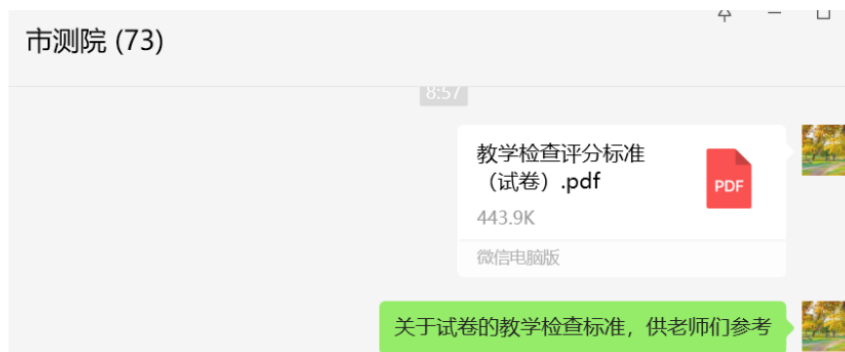 市测院 (73)
8:57
教学检查评分标准
（试卷）.pdf
PDF
443.9K
微信电脑版
关于试卷的教学检查标准，供老师们参考